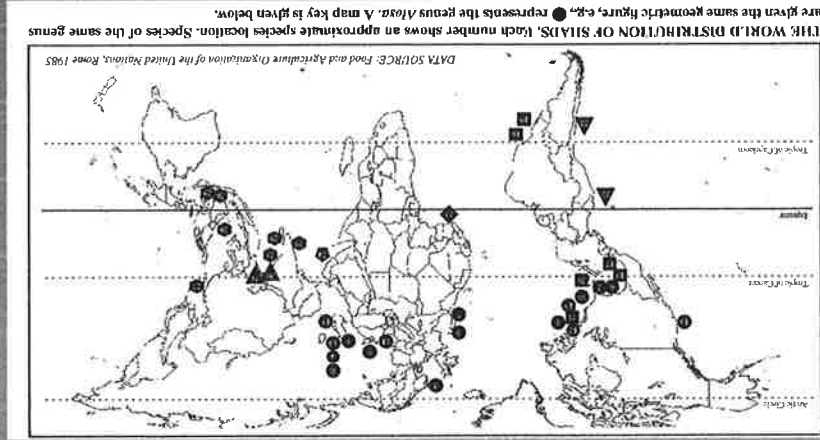 Arctic Circle
Tropic of Cancer
Equator
Tropic of Capricorn
DATA SOURCE: Food and Agriculture Organization of the United Nations, Rome 1985
THE WORLD DISTRIBUTION OF SHADS. Each number shows an approximate species location. Species of the same genus
are given the same geometric figure, e.g., ● represents the genus Alosa. A map key is given below.